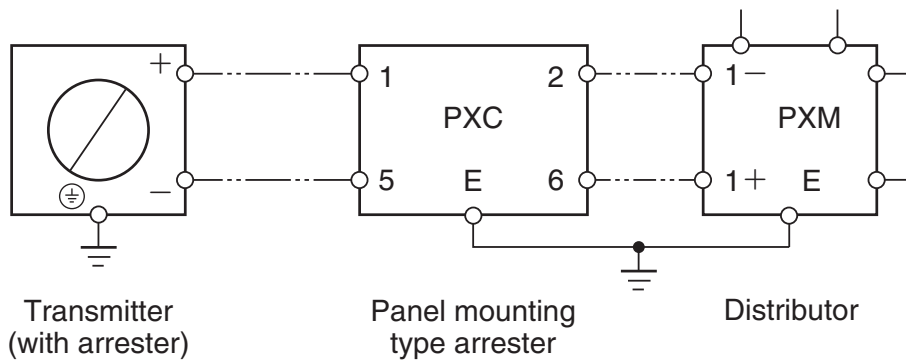 +
1
2
1−
PXC
PXM
−
5
E
6
1+
E
Transmitter
(with arrester)
Panel mounting
type arrester
Distributor